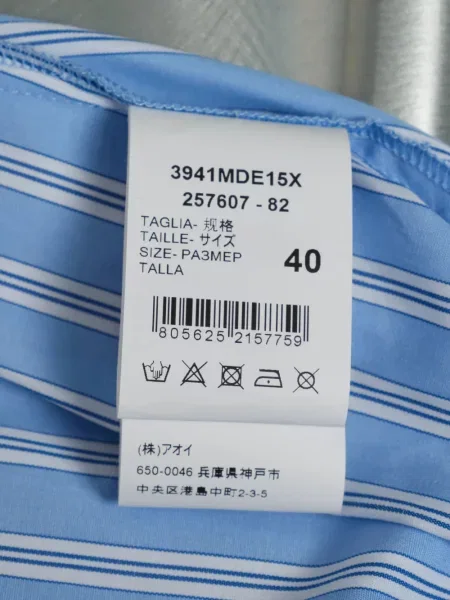 3941MDE15X
257607 - 82
TAGLIA- 规格
TAILLE- サイズ
SIZE- PA3MEP
TALLA
40
805625 2157759
(株)アオイ
650-0046 兵庫県神戸市
中央区港島中町2-3-5